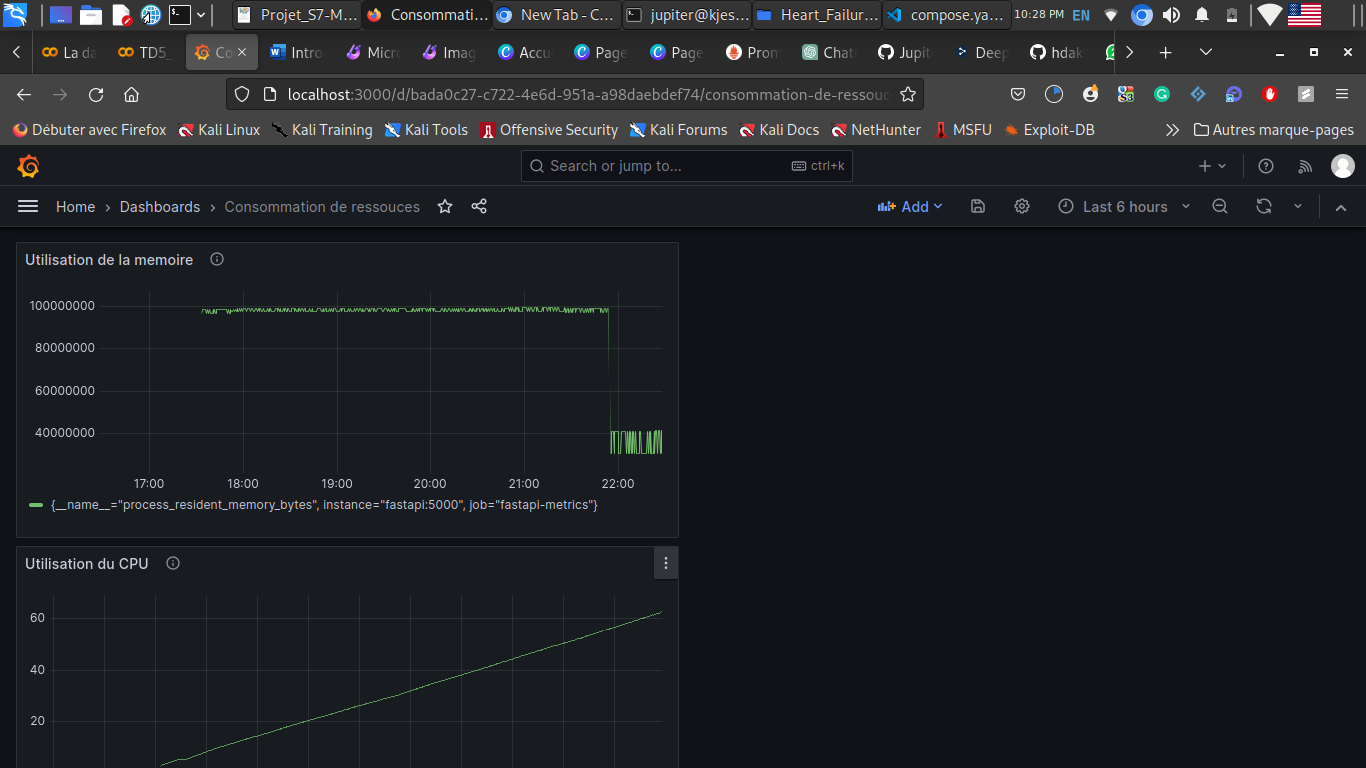 Projet_S7-M...
Consommati...
New Tab - C...
jupiter@kjes...
Heart_Failur...
compose.ya...
10:28 PM
EN
La da
TD5_
Co
Intro
Micro
Imag
Accu
Page
Page
Pron
Chat
Jupit
Deep
hdak
localhost:3000/d/bada0c27-c722-4e6d-951a-a98daebdef74/consommation-de-ressouc
Débuter avec Firefox
Kali Linux
Kali Training
Kali Tools
Offensive Security
Kali Forums
Kali Docs
NetHunter
MSFU
Exploit-DB
Autres marque-pages
Search or jump to...
ctrl+k
Home › Dashboards › Consommation de ressouces
Add
Last 6 hours
Utilisation de la memoire
100000000
80000000
60000000
40000000
17:00 18:00 19:00 20:00 21:00 22:00
{__name__="process_resident_memory_bytes", instance="fastapi:5000", job="fastapi-metrics"}
Utilisation du CPU
60
40
20